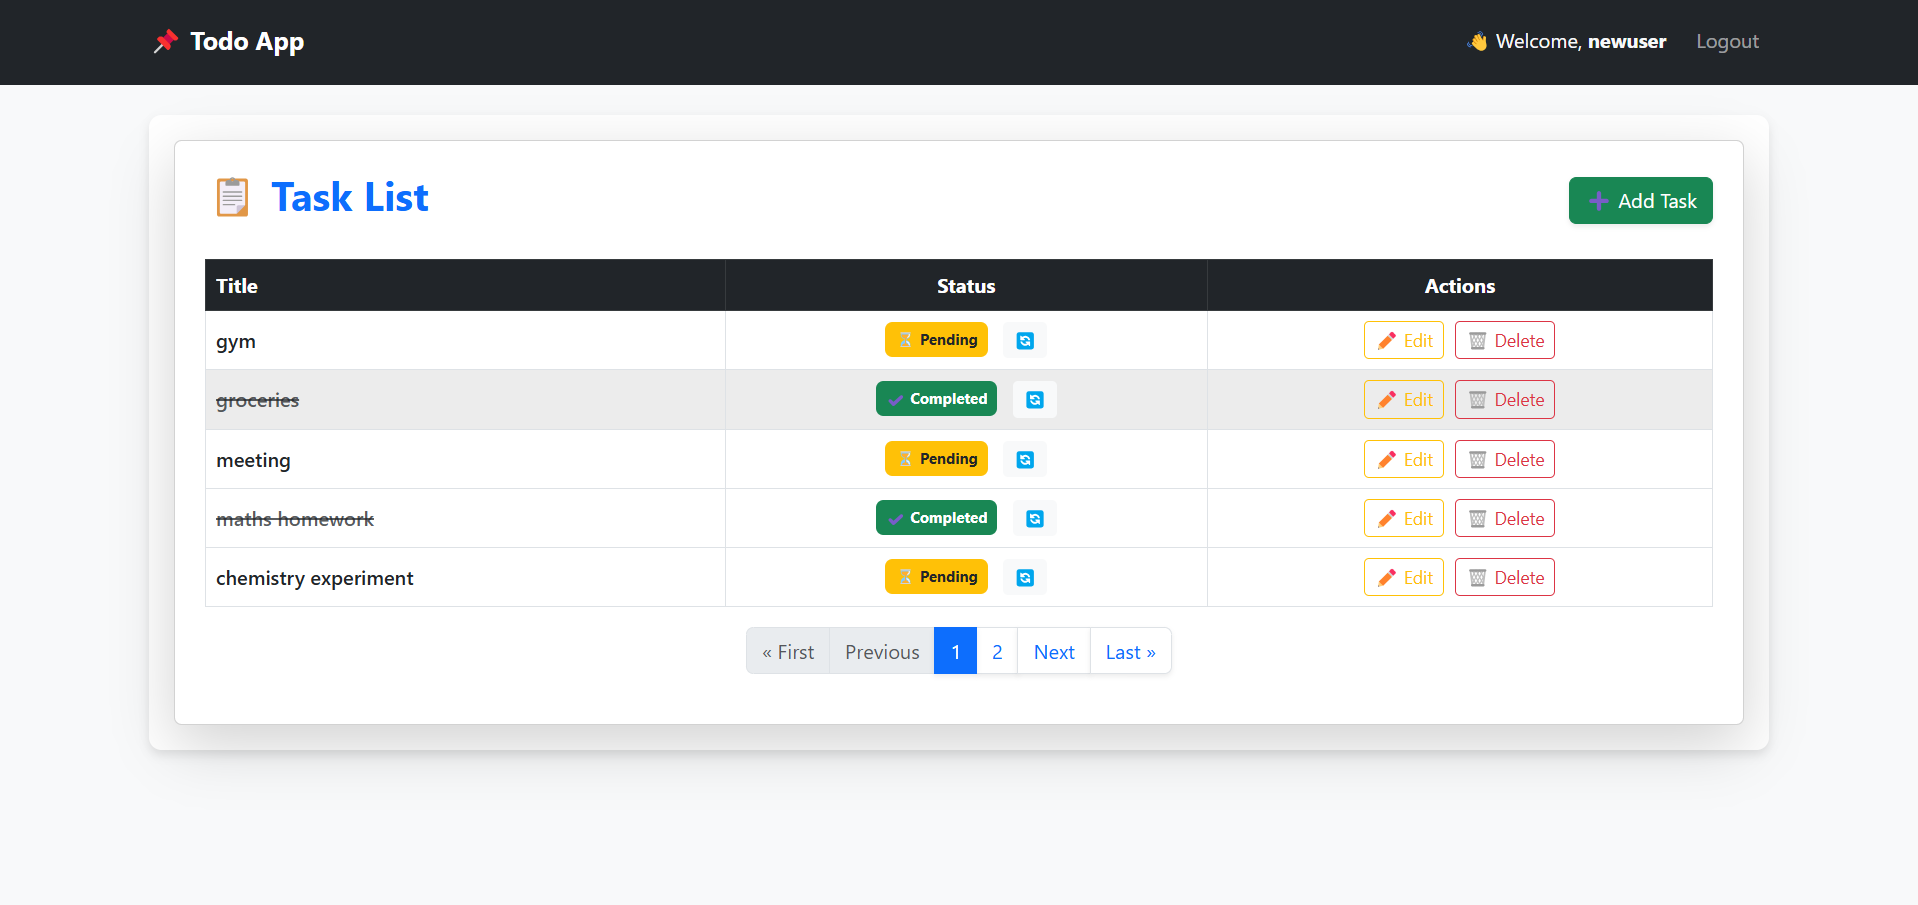 Todo App
Welcome, newuser Logout
Task List
Add Task
Title Status Actions
gym Pending Edit Delete
groceries Completed Edit Delete
meeting Pending Edit Delete
maths homework Completed Edit Delete
chemistry experiment Pending Edit Delete
« First Previous 1 2 Next Last »